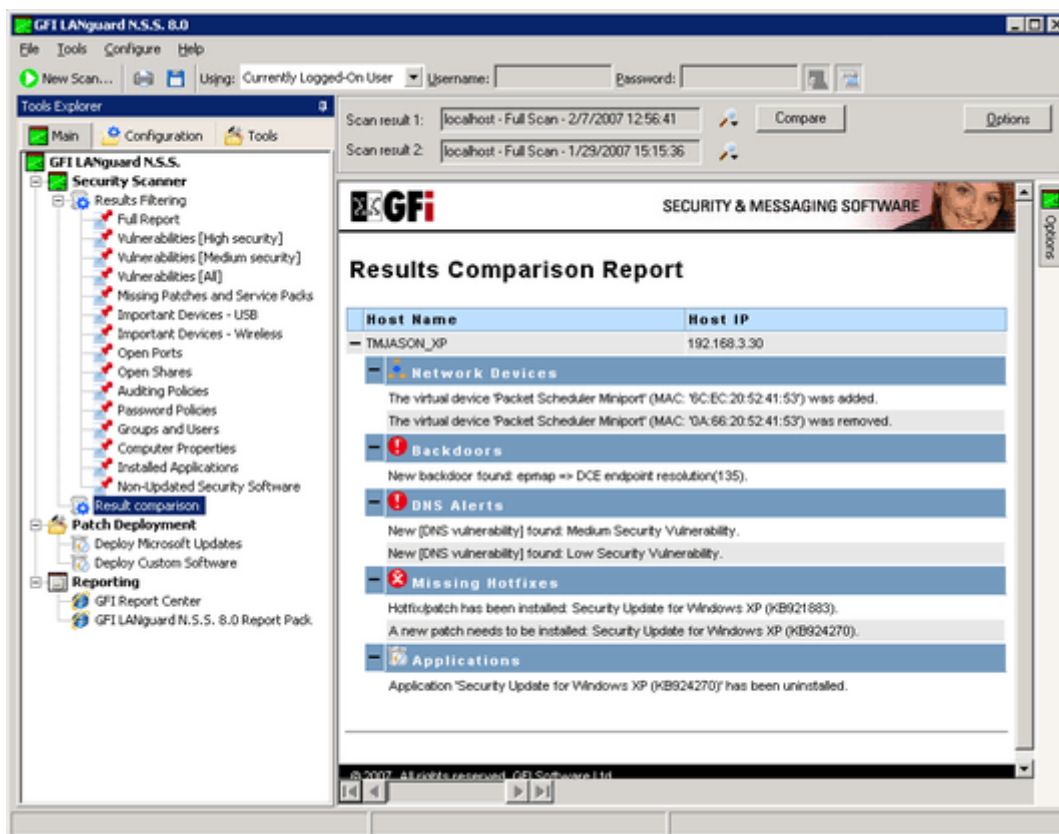 GFI LANguard N.S.S. 8.0
File Tools Configure Help
New Scan... Using: Currently Logged-On User Username: Password:
Tools Explorer
Main Configuration Tools
GFI LANguard N.S.S.
Security Scanner
Results Filtering
Full Report
Vulnerabilities [High security]
Vulnerabilities [Medium security]
Vulnerabilities [All]
Missing Patches and Service Packs
Important Devices - USB
Important Devices - Wireless
Open Ports
Open Shares
Auditing Policies
Password Policies
Groups and Users
Computer Properties
Installed Applications
Non-Updated Security Software
Result comparison
Patch Deployment
Deploy Microsoft Updates
Deploy Custom Software
Reporting
GFI Report Center
GFI LANguard N.S.S. 8.0 Report Pack
Scan result 1: localhost - Full Scan - 2/7/2007 12:56:41 Compare Options
Scan result 2: localhost - Full Scan - 1/29/2007 15:15:36
GFi SECURITY & MESSAGING SOFTWARE
Options
Results Comparison Report
Host Name Host IP
TMJASON_XP 192.168.3.30
Network Devices
The virtual device 'Packet Scheduler Miniport' (MAC: '6C:EC:20:52:41:53') was added.
The virtual device 'Packet Scheduler Miniport' (MAC: '0A:66:20:52:41:53') was removed.
Backdoors
New backdoor found: epmap => DCE endpoint resolution(135).
DNS Alerts
New [DNS vulnerability] found: Medium Security Vulnerability.
New [DNS vulnerability] found: Low Security Vulnerability.
Missing Hotfixes
Hotfix/patch has been installed: Security Update for Windows XP (KB921883).
A new patch needs to be installed: Security Update for Windows XP (KB924270).
Applications
Application 'Security Update for Windows XP (KB924270)' has been uninstalled.
© 2007. All rights reserved. GFI Software Ltd